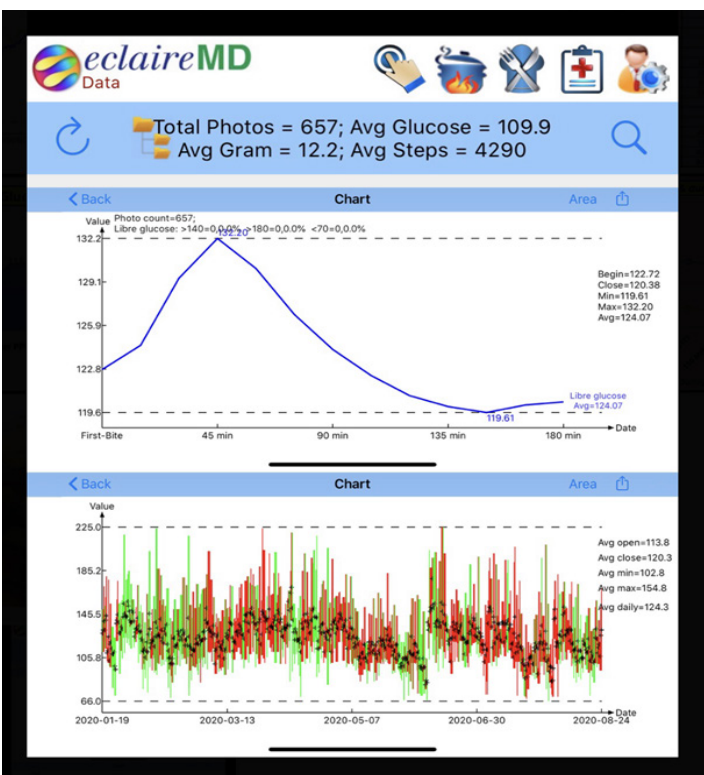 eclaireMD
Data
Total Photos = 657; Avg Glucose = 109.9
Avg Gram = 12.2; Avg Steps = 4290
Back Chart Area
Value
Photo count=657;
Libre glucose: >140=0,0.0% >180=0,0.0% <70=0,0.0%
132.20
132.2
129.1
125.9
122.8
119.6
Begin=122.72
Close=120.38
Min=119.61
Max=132.20
Avg=124.07
Libre glucose
Avg=124.07
119.61
Date
First-Bite 45 min 90 min 135 min 180 min
Back Chart Area
Value
225.0
185.2
145.5
105.8
66.0
Avg open=113.8
Avg close=120.3
Avg min=102.8
Avg max=154.8
Avg daily=124.3
Date
2020-01-19 2020-03-13 2020-05-07 2020-06-30 2020-08-24